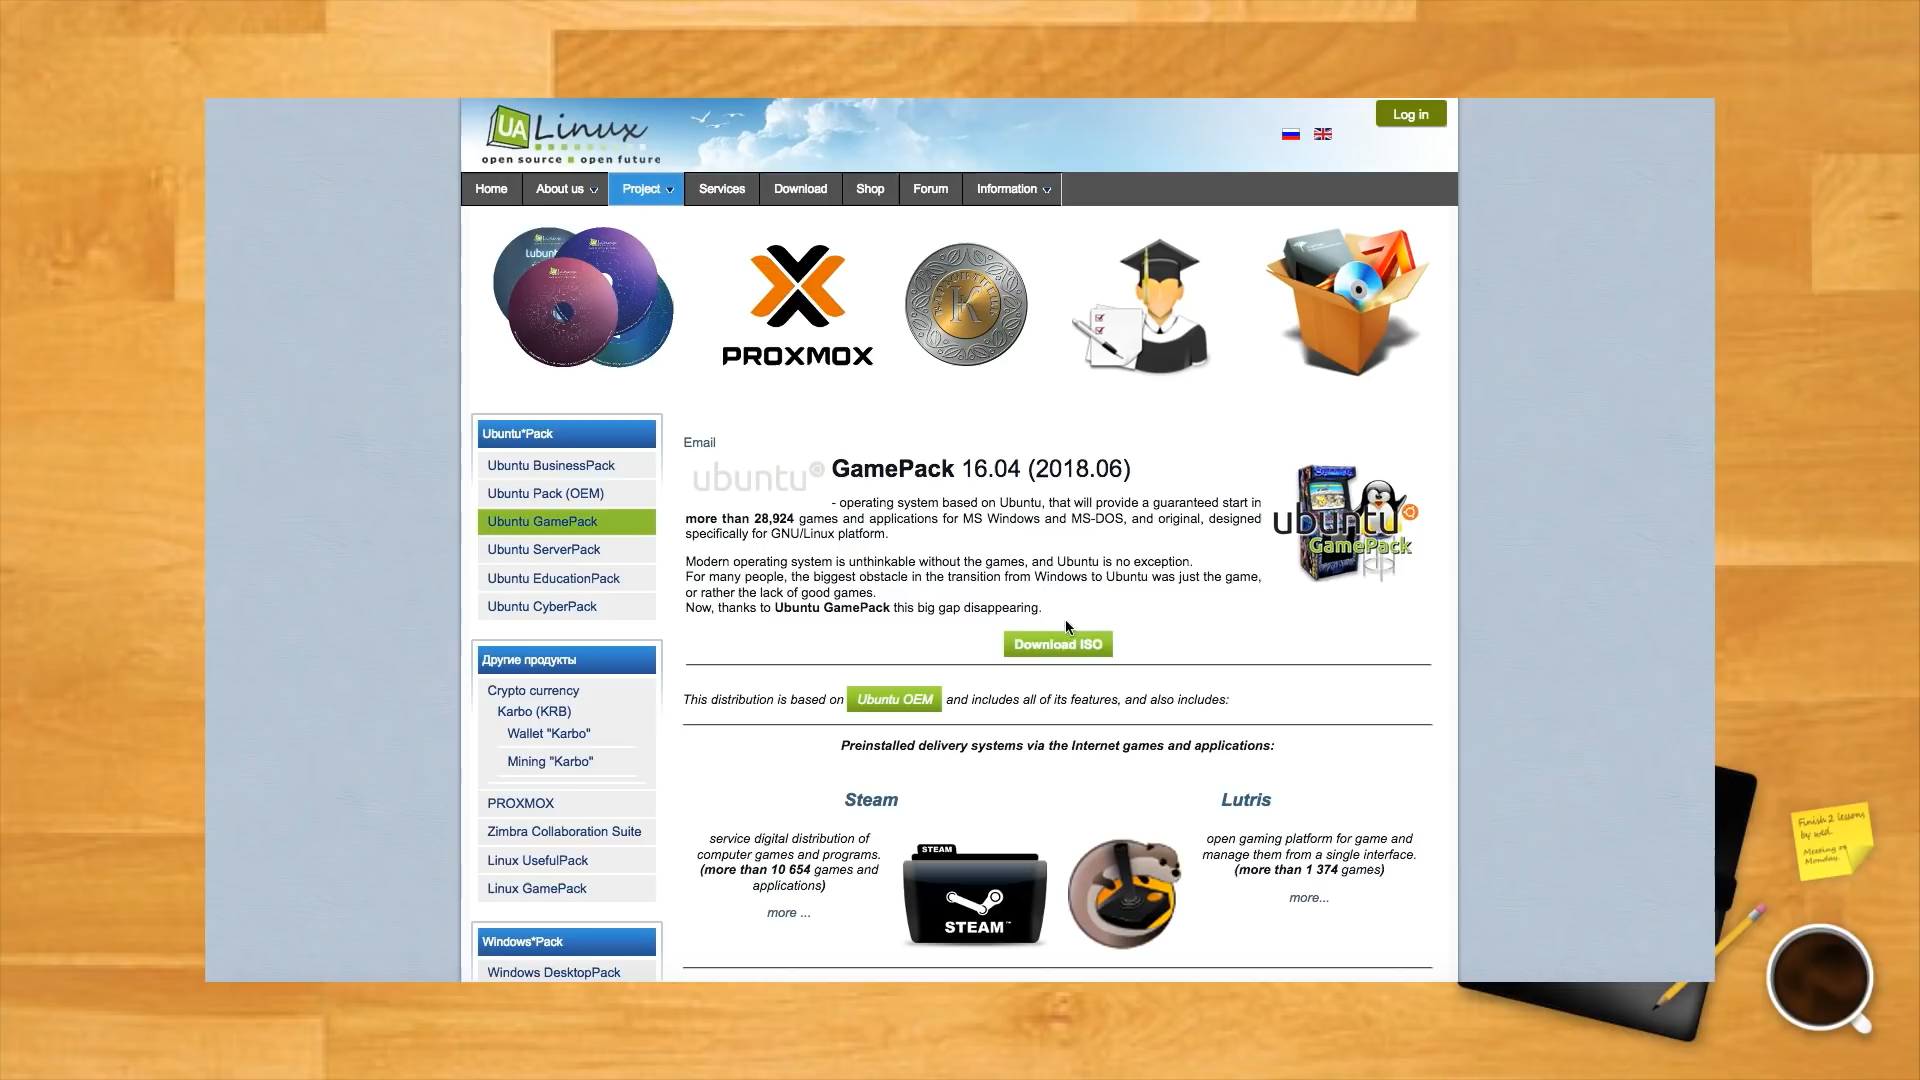 UA Linux
open source open future
Log in
Home About us Project Services Download Shop Forum Information
Lubunt
PROXMOX
K
Ubuntu*Pack
Ubuntu BusinessPack
Ubuntu Pack (OEM)
Ubuntu GamePack
Ubuntu ServerPack
Ubuntu EducationPack
Ubuntu CyberPack
Другие продукты
Crypto currency
Karbo (KRB)
Wallet "Karbo"
Mining "Karbo"
PROXMOX
Zimbra Collaboration Suite
Linux UsefulPack
Linux GamePack
Windows*Pack
Windows DesktopPack
Email
ubuntu GamePack 16.04 (2018.06)
- operating system based on Ubuntu, that will provide a guaranteed start in
more than 28,924 games and applications for MS Windows and MS-DOS, and original, designed
specifically for GNU/Linux platform.
Modern operating system is unthinkable without the games, and Ubuntu is no exception.
For many people, the biggest obstacle in the transition from Windows to Ubuntu was just the game,
or rather the lack of good games.
Now, thanks to Ubuntu GamePack this big gap disappearing.
ubuntu
GamePack
Download ISO
This distribution is based on Ubuntu OEM and includes all of its features, and also includes:
Preinstalled delivery systems via the Internet games and applications:
Steam
service digital distribution of
computer games and programs.
(more than 10 654 games and
applications)
more ...
STEAM
STEAM™
Lutris
open gaming platform for game and
manage them from a single interface.
(more than 1 374 games)
more...
Finish 2 lessons
by wed.
Meeting on
Monday.